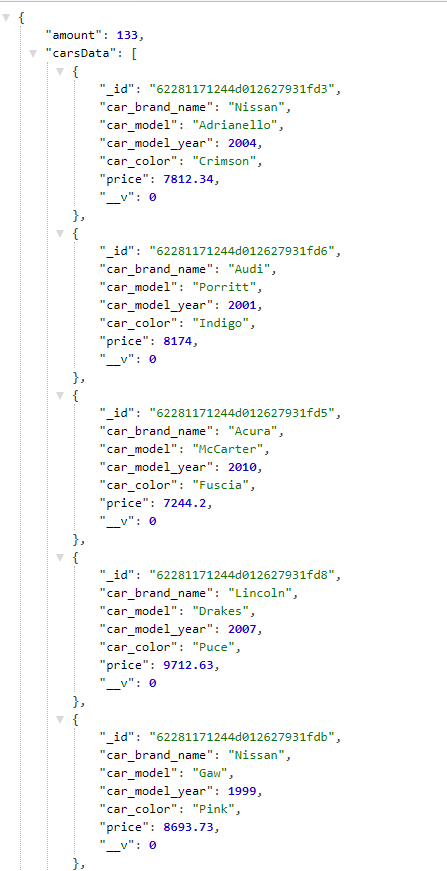 {
"amount": 133,
"carsData": [
{
"_id": "62281171244d012627931fd3",
"car_brand_name": "Nissan",
"car_model": "Adrianello",
"car_model_year": 2004,
"car_color": "Crimson",
"price": 7812.34,
"__v": 0
},
{
"_id": "62281171244d012627931fd6",
"car_brand_name": "Audi",
"car_model": "Porritt",
"car_model_year": 2001,
"car_color": "Indigo",
"price": 8174,
"__v": 0
},
{
"_id": "62281171244d012627931fd5",
"car_brand_name": "Acura",
"car_model": "McCarter",
"car_model_year": 2010,
"car_color": "Fuscia",
"price": 7244.2,
"__v": 0
},
{
"_id": "62281171244d012627931fd8",
"car_brand_name": "Lincoln",
"car_model": "Drakes",
"car_model_year": 2007,
"car_color": "Puce",
"price": 9712.63,
"__v": 0
},
{
"_id": "62281171244d012627931fdb",
"car_brand_name": "Nissan",
"car_model": "Gaw",
"car_model_year": 1999,
"car_color": "Pink",
"price": 8693.73,
"__v": 0
},